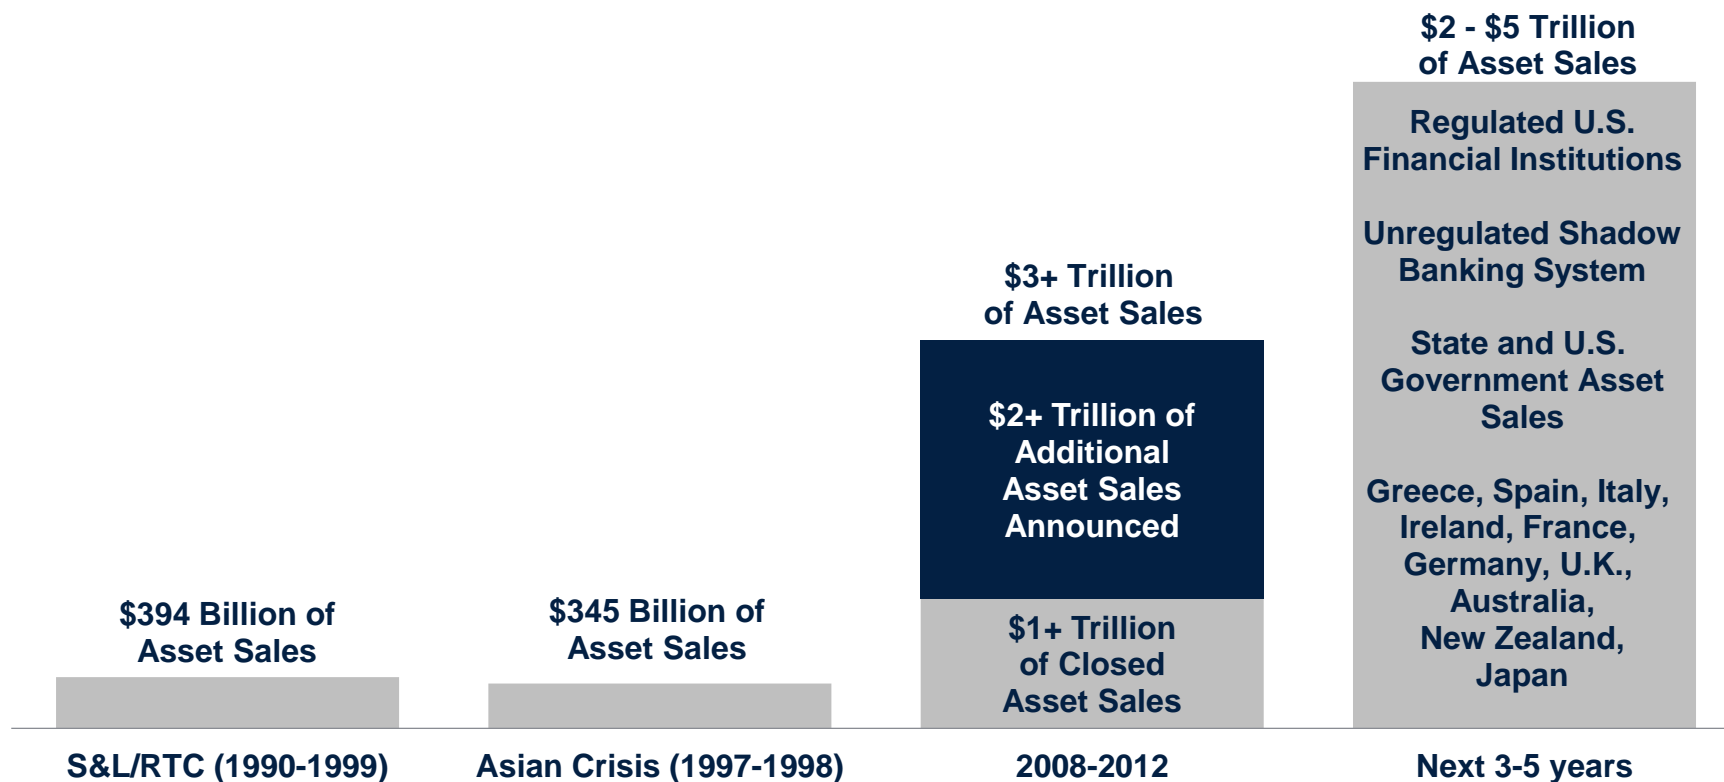 $2 - $5 Trillion
of Asset Sales
Regulated U.S.
Financial Institutions
Unregulated Shadow
Banking System
State and U.S.
Government Asset
Sales
Greece, Spain, Italy,
Ireland, France,
Germany, U.K.,
Australia,
New Zealand,
Japan
$3+ Trillion
of Asset Sales
$2+ Trillion of
Additional
Asset Sales
Announced
$1+ Trillion
of Closed
Asset Sales
$394 Billion of
Asset Sales
$345 Billion of
Asset Sales
S&L/RTC (1990-1999)
Asian Crisis (1997-1998)
2008-2012
Next 3-5 years